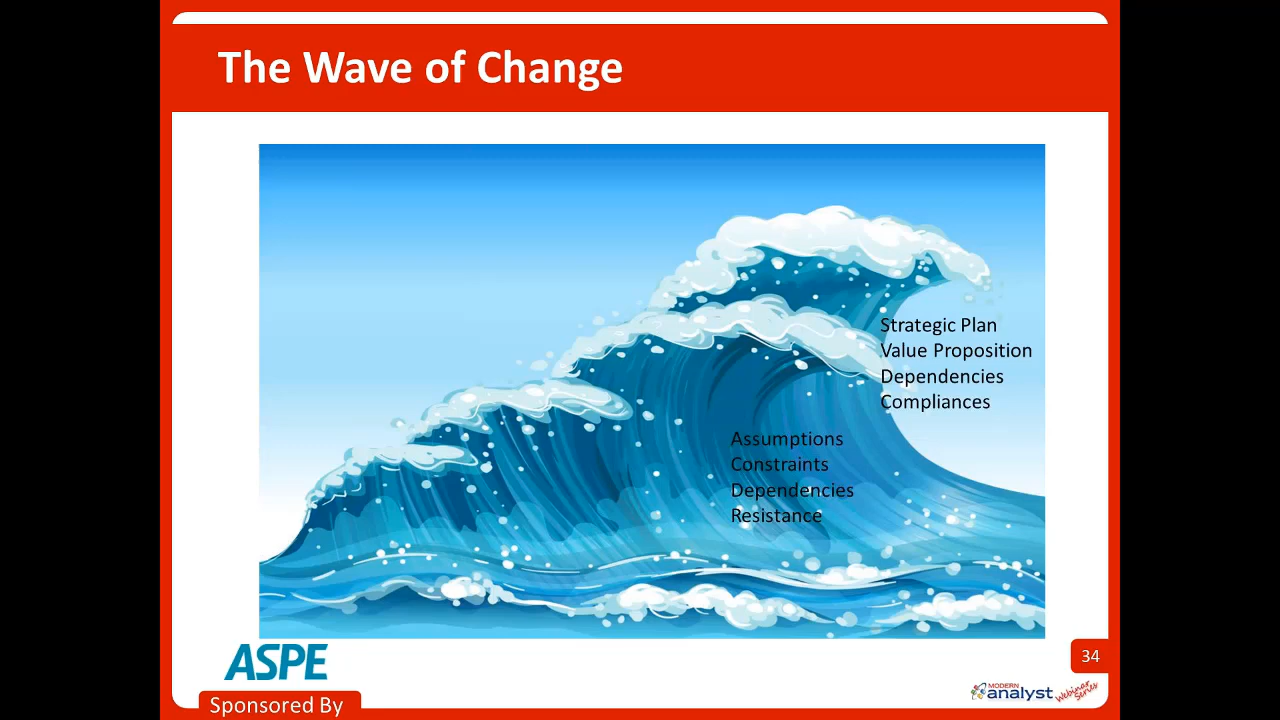 The Wave of Change
Strategic Plan
Value Proposition
Dependencies
Compliances
Assumptions
Constraints
Dependencies
Resistance
ASPE
Sponsored By
34
MODERN
analyst
Webinar
Series